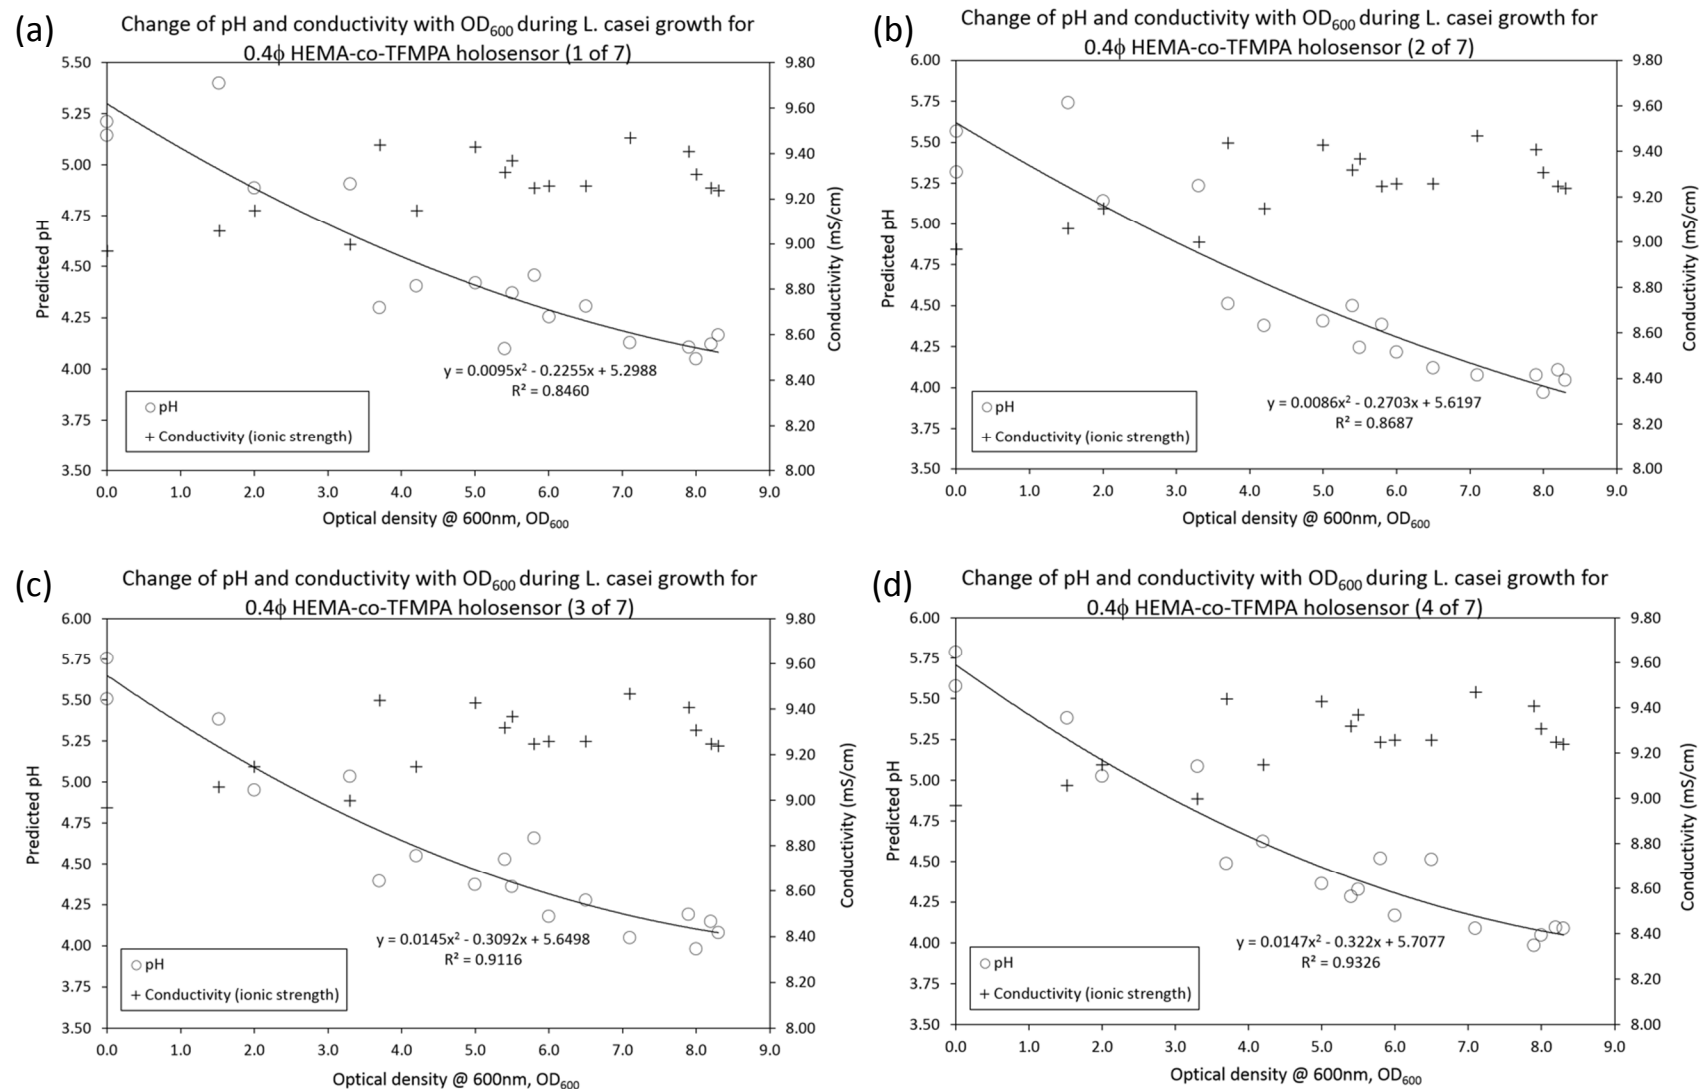 (a)
Change of pH and conductivity with OD600 during L. casei growth for
0.4ϕ HEMA-co-TFMPA holosensor (1 of 7)
5.50
5.25
5.00
4.75
4.50
4.25
4.00
3.75
3.50
Predicted pH
9.80
9.60
9.40
9.20
9.00
8.80
8.60
8.40
8.20
8.00
Conductivity (mS/cm)
y = 0.0095x² - 0.2255x + 5.2988
R² = 0.8460
pH
Conductivity (ionic strength)
0.0 1.0 2.0 3.0 4.0 5.0 6.0 7.0 8.0 9.0
Optical density @ 600nm, OD600
(b)
Change of pH and conductivity with OD600 during L. casei growth for
0.4ϕ HEMA-co-TFMPA holosensor (2 of 7)
6.00
5.75
5.50
5.25
5.00
4.75
4.50
4.25
4.00
3.75
3.50
Predicted pH
9.80
9.60
9.40
9.20
9.00
8.80
8.60
8.40
8.20
8.00
Conductivity (mS/cm)
y = 0.0086x² - 0.2703x + 5.6197
R² = 0.8687
pH
Conductivity (ionic strength)
0.0 1.0 2.0 3.0 4.0 5.0 6.0 7.0 8.0 9.0
Optical density @ 600nm, OD600
(c)
Change of pH and conductivity with OD600 during L. casei growth for
0.4ϕ HEMA-co-TFMPA holosensor (3 of 7)
6.00
5.75
5.50
5.25
5.00
4.75
4.50
4.25
4.00
3.75
3.50
Predicted pH
9.80
9.60
9.40
9.20
9.00
8.80
8.60
8.40
8.20
8.00
Conductivity (mS/cm)
y = 0.0145x² - 0.3092x + 5.6498
R² = 0.9116
pH
Conductivity (ionic strength)
0.0 1.0 2.0 3.0 4.0 5.0 6.0 7.0 8.0 9.0
Optical density @ 600nm, OD600
(d)
Change of pH and conductivity with OD600 during L. casei growth for
0.4ϕ HEMA-co-TFMPA holosensor (4 of 7)
6.00
5.75
5.50
5.25
5.00
4.75
4.50
4.25
4.00
3.75
3.50
Predicted pH
9.80
9.60
9.40
9.20
9.00
8.80
8.60
8.40
8.20
8.00
Conductivity (mS/cm)
y = 0.0147x² - 0.322x + 5.7077
R² = 0.9326
pH
Conductivity (ionic strength)
0.0 1.0 2.0 3.0 4.0 5.0 6.0 7.0 8.0 9.0
Optical density @ 600nm, OD600